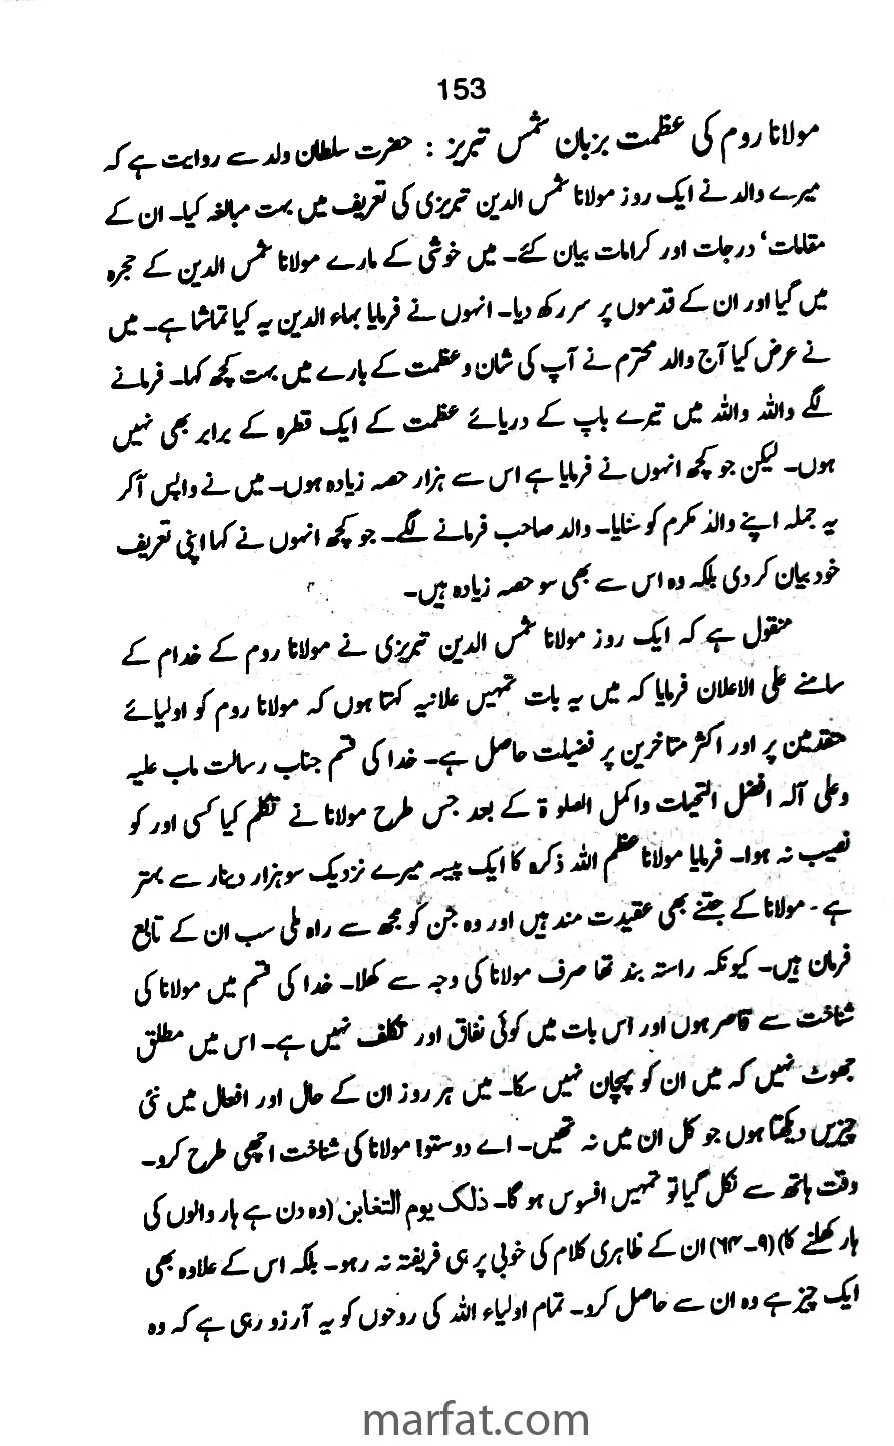 153
مولانا روم کی عظمت بزبان شمس تبریز : حضرت سلطان ولد سے روایت ہے کہ
میرے والد نے ایک روز مولانا شمس الدین تبریزی کی تعریف میں بہت مبالغہ کیا۔ ان کے
مقامات، درجات اور کرامات بیان کئے۔ میں خوشی کے مارے مولانا شمس الدین کے حجرہ
میں گیا اور ان کے قدموں پر سر رکھ دیا۔ انہوں نے فرمایا بہاء الدین یہ کیا تماشا ہے۔ میں
نے عرض کیا آج والد محترم نے آپ کی شان و عظمت کے بارے میں بہت کچھ کہا۔ فرمانے
لگے واللہ واللہ میں تیرے باپ کے دریائے عظمت کے ایک قطرہ کے برابر بھی نہیں
ہوں۔ لیکن جو کچھ انہوں نے فرمایا ہے اس سے ہزار حصہ زیادہ ہوں۔ میں نے واپس آ کر
یہ جملہ اپنے والد مکرم کو سنایا۔ والد صاحب فرمانے لگے۔ جو کچھ انہوں نے کہا اپنی تعریف
خود بیان کر دی بلکہ وہ اس سے بھی سو حصہ زیادہ ہیں۔
منقول ہے کہ ایک روز مولانا شمس الدین تبریزی نے مولانا روم کے خدام کے
سامنے علی الاعلان فرمایا کہ میں یہ بات تمہیں علانیہ کہتا ہوں کہ مولانا روم کو اولیائے
متقدمین پر اور اکثر متاخرین پر فضیلت حاصل ہے۔ خدا کی قسم جناب رسالت ماب علیہ
وعلی آلہ افضل التحیات واکمل الصلو ۃ کے بعد جس طرح مولانا نے تکلم کیا کسی اور کو
نصیب نہ ہوا۔ فرمایا مولانا عظم اللہ ذکرہ کا ایک پیسہ میرے نزدیک سو ہزار دینار سے بہتر
ہے۔ مولانا کے جتنے بھی عقیدت مند ہیں اور وہ جن کو مجھ سے راہ ملی سب ان کے تابع
فرمان ہیں۔ کیونکہ راستہ بند تھا صرف مولانا کی وجہ سے کھلا۔ خدا کی قسم میں مولانا کی
شناخت سے قاصر ہوں اور اس بات میں کوئی نفاق اور تکلف نہیں ہے۔ اس میں مطلق
جھوٹ نہیں کہ میں ان کو پہچان نہیں سکا۔ میں ہر روز ان کے حال اور افعال میں نئی
چیزیں دیکھتا ہوں جو کل ان میں نہ تھیں۔ اے دوستو! مولانا کی شناخت اچھی طرح کرو۔
وقت ہاتھ سے نکل گیا تو تمہیں افسوس ہو گا۔ ذلک یوم التغابن (وہ دن ہے ہار والوں کی
ہار کھلنے کا) (۹۔۶۴) ان کے ظاہری کلام کی خوبی پر ہی فریفتہ نہ رہو۔ بلکہ اس کے علاوہ بھی
ایک چیز ہے وہ ان سے حاصل کرو۔ تمام اولیاء اللہ کی روحوں کو یہ آرزو رہی ہے کہ وہ
marfat.com